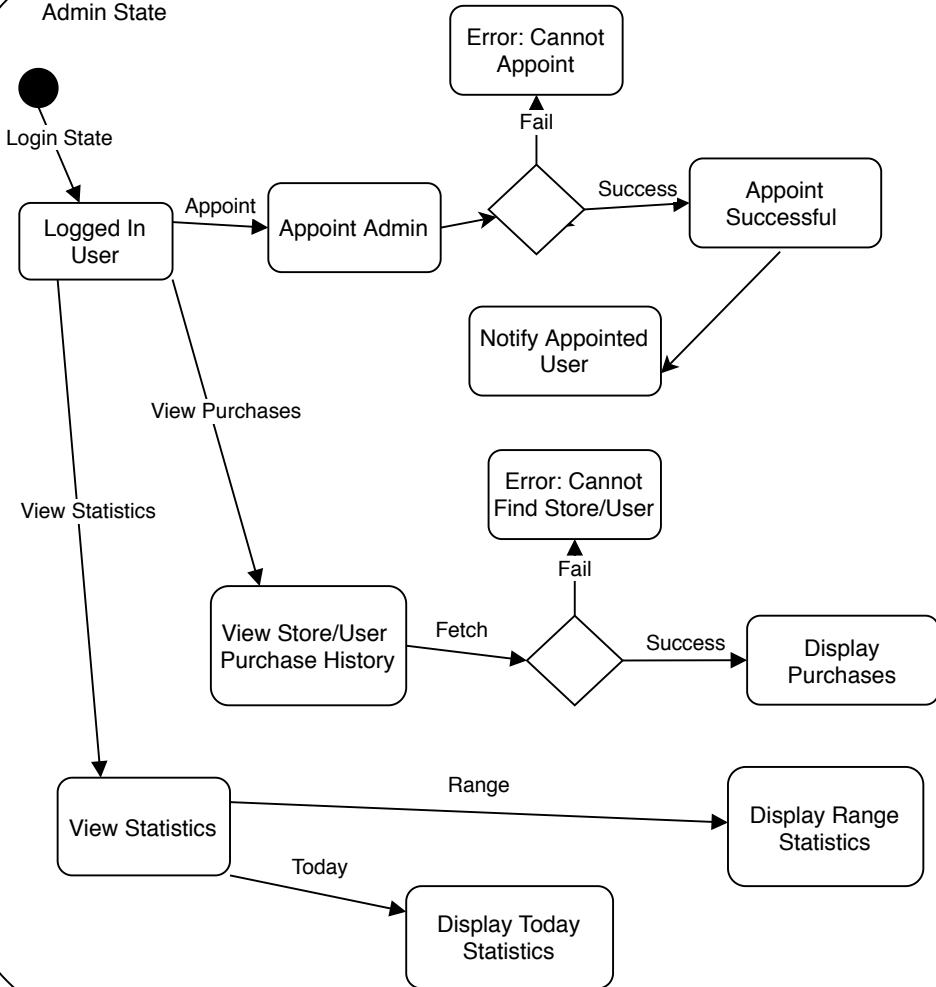 Admin State
Error: Cannot
Appoint
Login State
Fail
Logged In
User
Appoint
Appoint Admin
Success
Appoint
Successful
Notify Appointed
User
View Purchases
View Statistics
Error: Cannot
Find Store/User
Fail
View Store/User
Purchase History
Fetch
Success
Display
Purchases
View Statistics
Range
Display Range
Statistics
Today
Display Today
Statistics